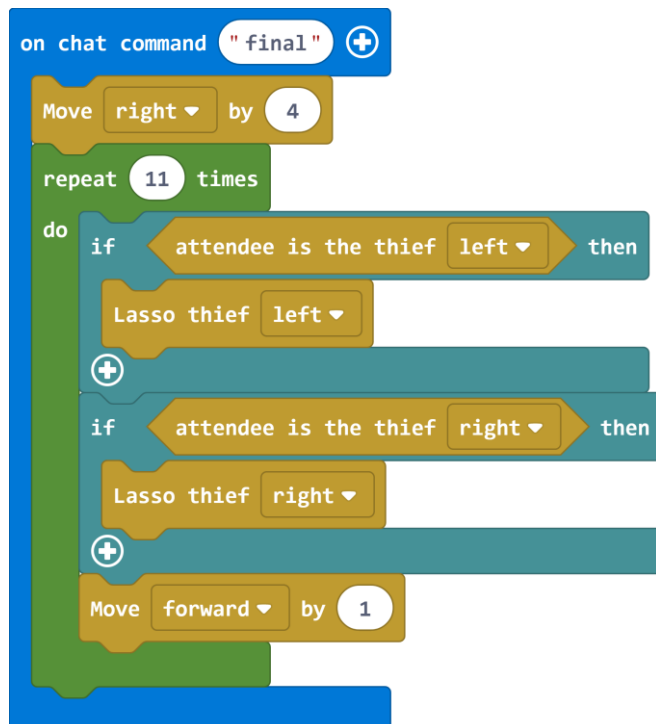 on chat command "final"
Move right by 4
repeat 11 times
do
if attendee is the thief left then
Lasso thief left
if attendee is the thief right then
Lasso thief right
Move forward by 1